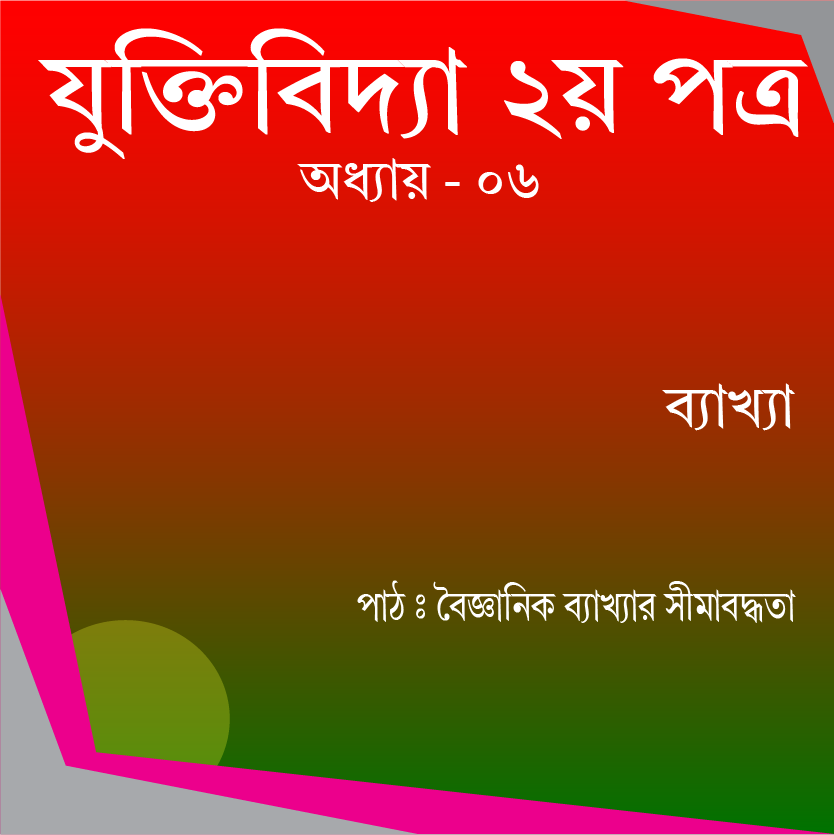 যুক্তিবিদ্যা ২য় পত্র
অধ্যায় - ০৬
ব্যাখ্যা
পাঠ ঃ বৈজ্ঞানিক ব্যাখ্যার সীমাবদ্ধতা